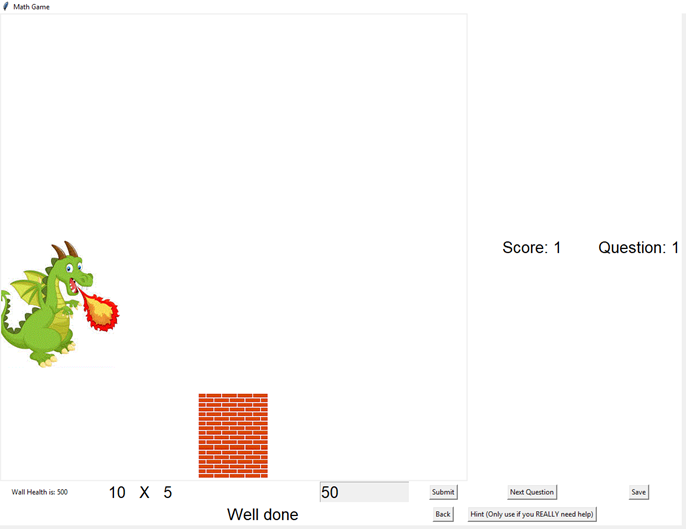 Math Game
Score: 1 Question: 1
Wall Health is: 500 10 X 5 50 Submit Next Question Save
Well done Back Hint (Only use if you REALLY need help)